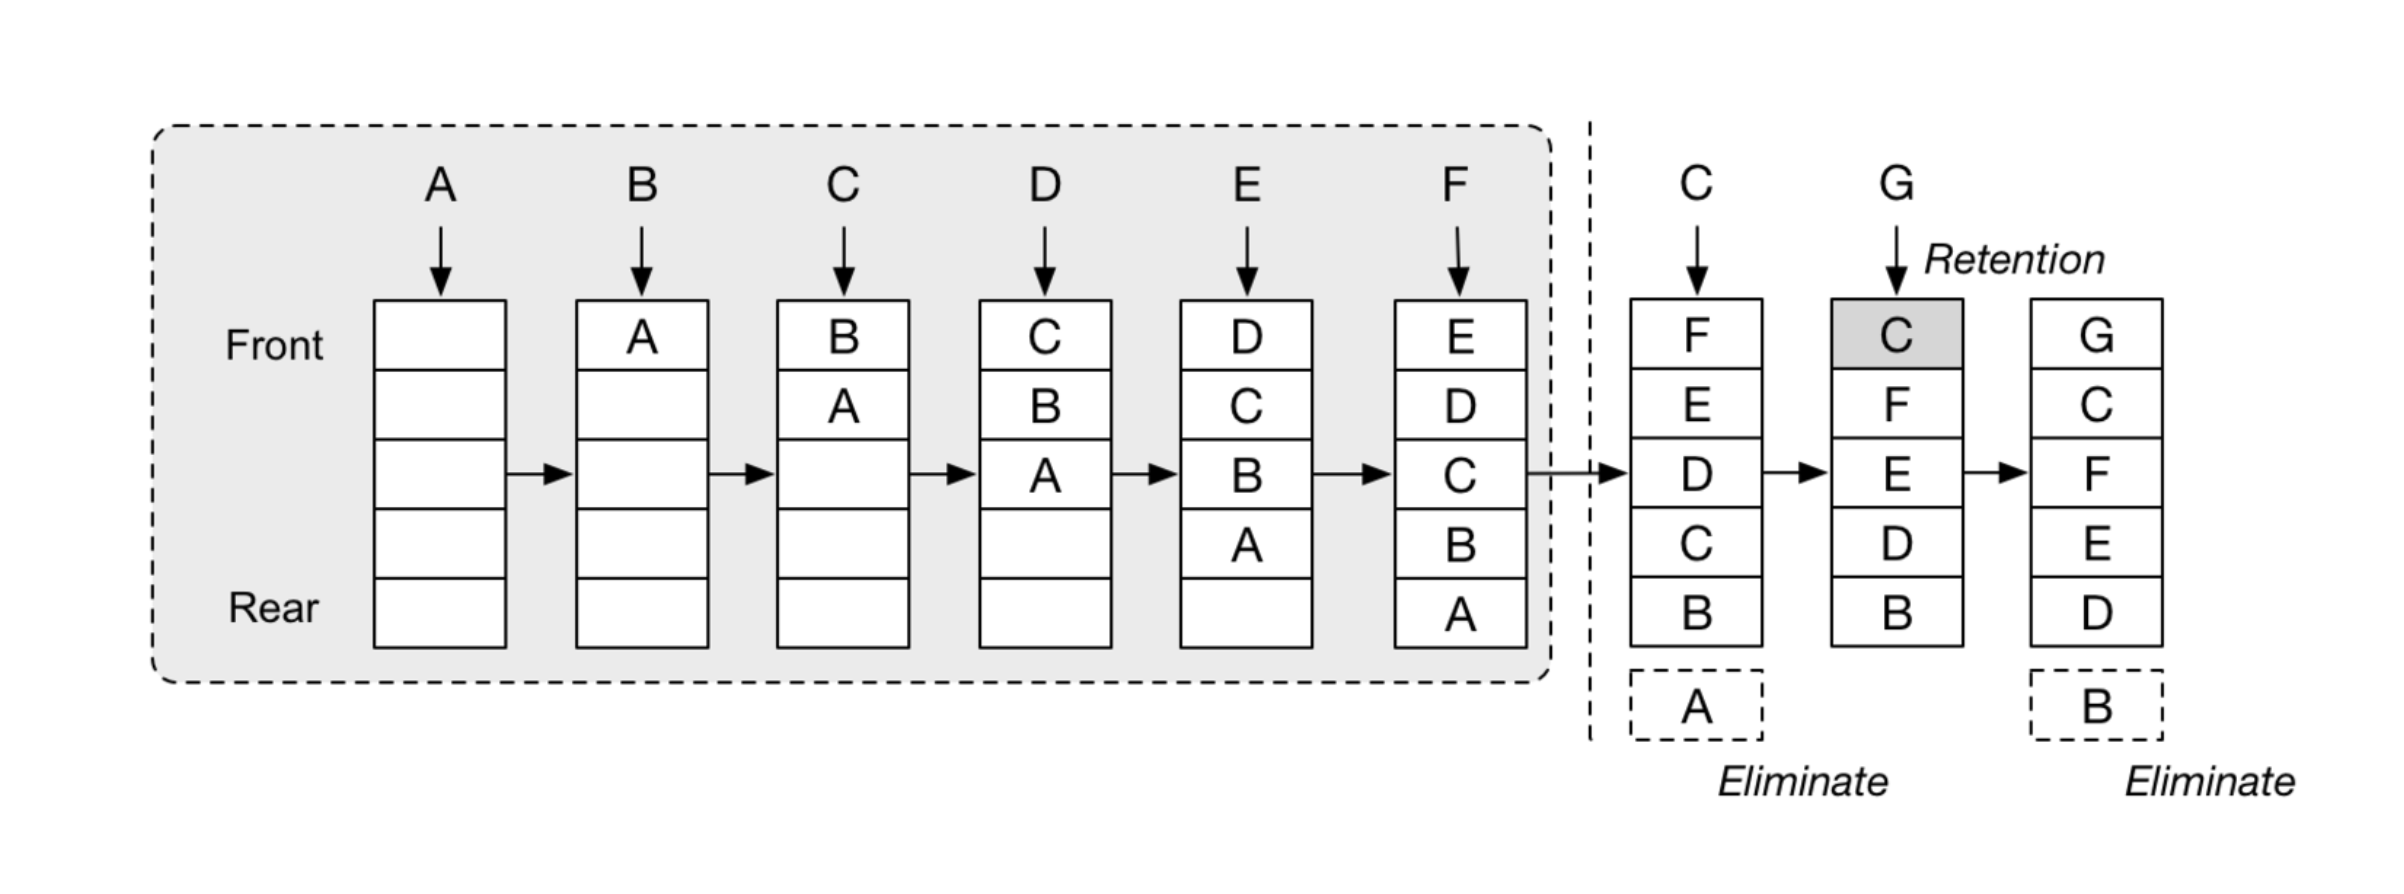 A B C D E F C G
Retention
Front A B C D E F C G
A B C D E F C
A B C D E F
A B C D E
Rear A B B D
A B
Eliminate Eliminate